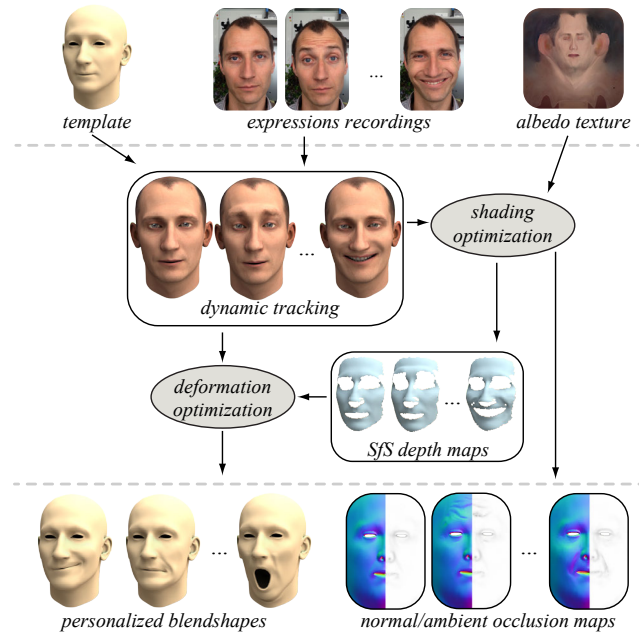 ...
template
expressions recordings
albedo texture
shading
optimization
...
dynamic tracking
deformation
optimization
...
SfS depth maps
...
...
personalized blendshapes
normal/ambient occlusion maps